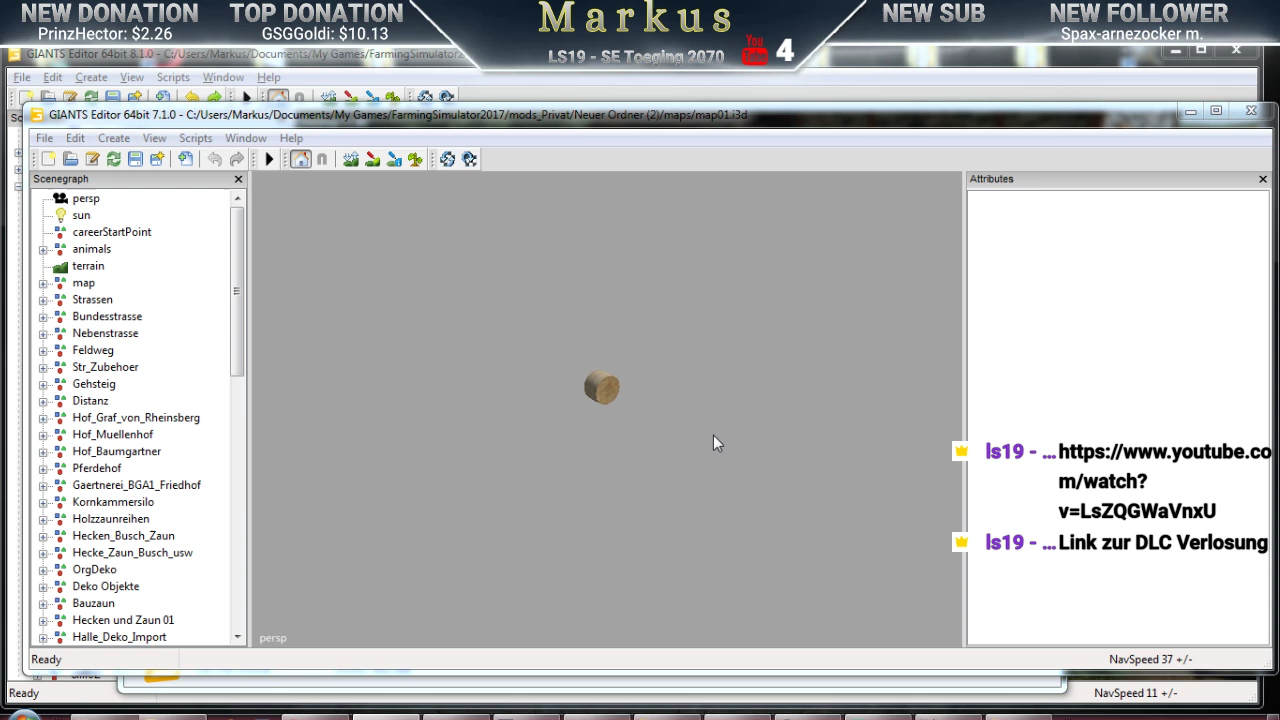 NEW DONATION
PrinzHector: $2.26
TOP DONATION
GSGGoldi: $10.13
Markus
LS19 - SE Toeging 2070
You
4
NEW SUB
NEW FOLLOWER
Spax-arnezocker m.
GIANTS Editor 64bit 8.1.0 - C:/Users/Markus/Documents/My Games/FarmingSimulator2
File Edit Create View Scripts Window Help
GIANTS Editor 64bit 7.1.0 - C:/Users/Markus/Documents/My Games/FarmingSimulator2017/mods_Privat/Neuer Ordner (2)/maps/map01.i3d
File Edit Create View Scripts Window Help
Scenegraph
Attributes
persp
sun
careerStartPoint
animals
terrain
map
Strassen
Bundesstrasse
Nebenstrasse
Feldweg
Str_Zubehoer
Gehsteig
Distanz
Hof_Graf_von_Rheinsberg
Hof_Muellenhof
Hof_Baumgartner
Pferdehof
Gaertnerei_BGA1_Friedhof
Kornkammersilo
Holzzaunreihen
Hecken_Busch_Zaun
Hecke_Zaun_Busch_usw
OrgDeko
Deko Objekte
Bauzaun
Hecken und Zaun 01
Halle_Deko_Import
persp
ls19 - ... https://www.youtube.co
m/watch?
v=LsZQGWaVnxU
ls19 - ... Link zur DLC Verlosung
Ready
NavSpeed 37 +/-
Ready
NavSpeed 11 +/-